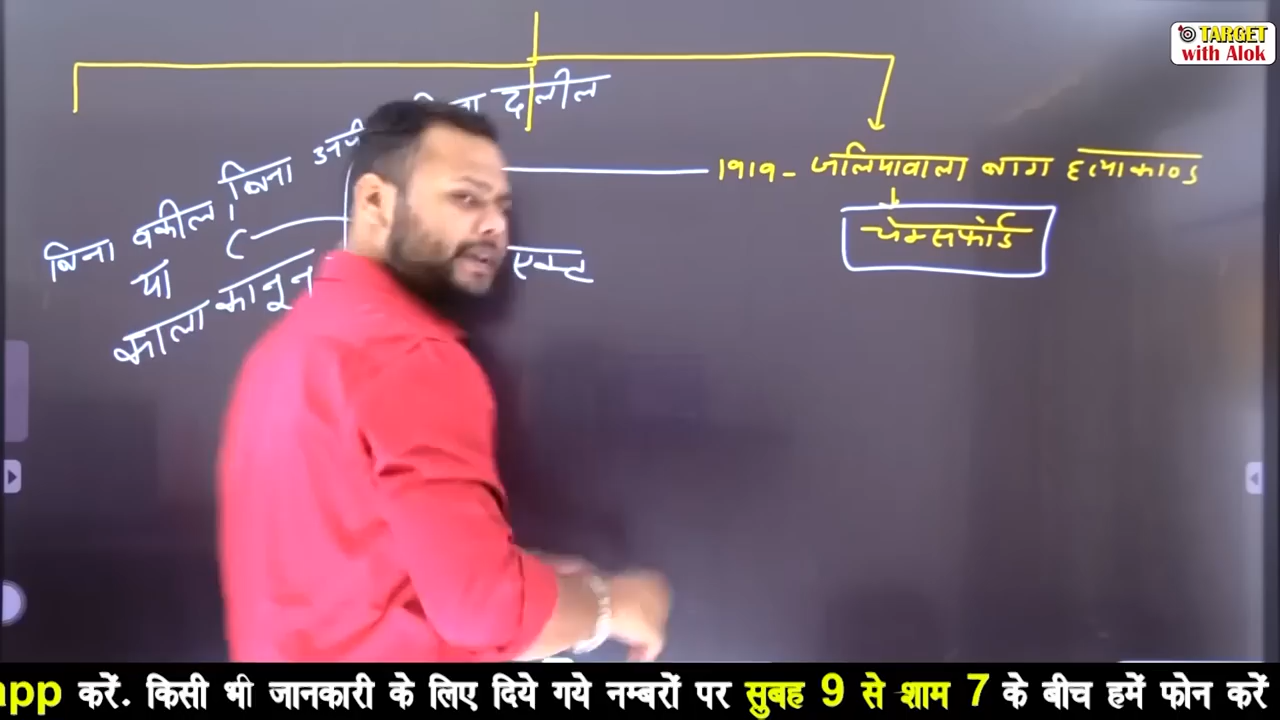 TARGET
with Alok
दलील
बिना वकील, बिना
या
काला कानून
एक्ट
1919 - जलियावाला बाग हत्याकाण्ड
चेम्सफोर्ड
app करें. किसी भी जानकारी के लिए दिये गये नम्बरों पर सुबह 9 से शाम 7 के बीच हमें फोन करें